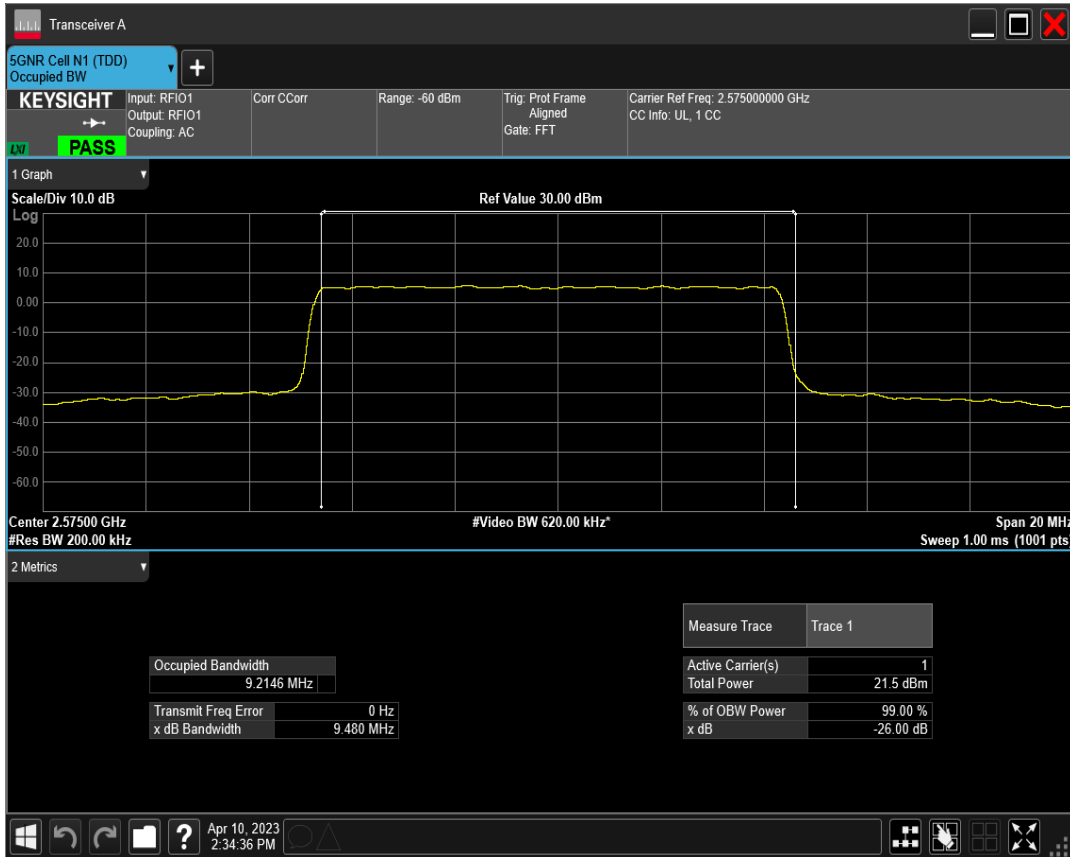 Transceiver A
5GNR Cell N1 (TDD)
Occupied BW
+
KEYSIGHT
LXI
PASS
Input: RFIO1
Output: RFIO1
Coupling: AC
Corr CCorr
Range: -60 dBm
Trig: Prot Frame
Aligned
Gate: FFT
Carrier Ref Freq: 2.575000000 GHz
CC Info: UL, 1 CC
1 Graph
Scale/Div 10.0 dB
Ref Value 30.00 dBm
Log
20.0
10.0
0.00
-10.0
-20.0
-30.0
-40.0
-50.0
-60.0
Center 2.57500 GHz
#Video BW 620.00 kHz*
Span 20 MHz
#Res BW 200.00 kHz
Sweep 1.00 ms (1001 pts)
2 Metrics
Measure Trace Trace 1
Occupied Bandwidth
9.2146 MHz
Active Carrier(s) 1
Total Power 21.5 dBm
Transmit Freq Error 0 Hz
x dB Bandwidth 9.480 MHz
% of OBW Power 99.00 %
x dB -26.00 dB
?
Apr 10, 2023
2:34:36 PM